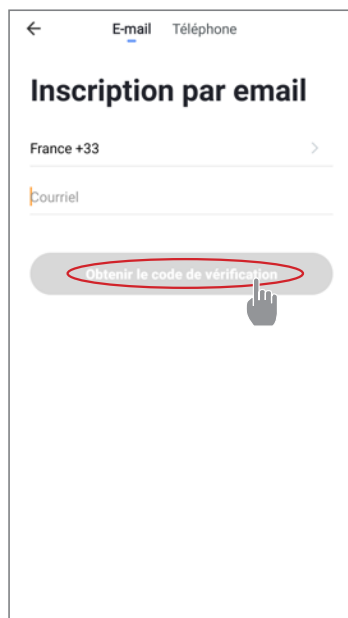 E-mail Téléphone
Inscription par email
France +33
Courriel
Obtenir le code de vérification